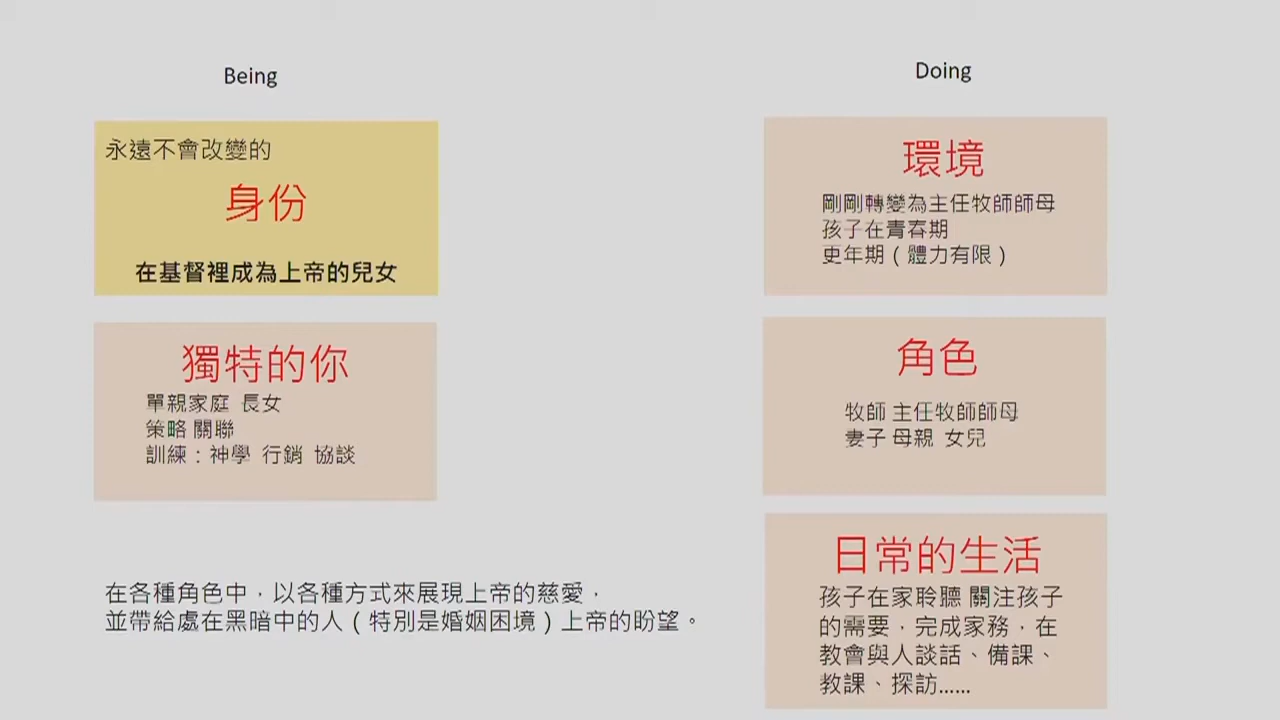 Being
永遠不會改變的
身份
在基督裡成為上帝的兒女
獨特的你
單親家庭 長女
策略 關聯
訓練：神學 行銷 協談
在各種角色中，以各種方式來展現上帝的慈愛，
並帶給處在黑暗中的人（特別是婚姻困境）上帝的盼望。
Doing
環境
剛剛轉變為主任牧師師母
孩子在青春期
更年期（體力有限）
角色
牧師 主任牧師師母
妻子 母親 女兒
日常的生活
孩子在家聆聽 關注孩子
的需要，完成家務，在
教會與人談話、備課、
教課、探訪......